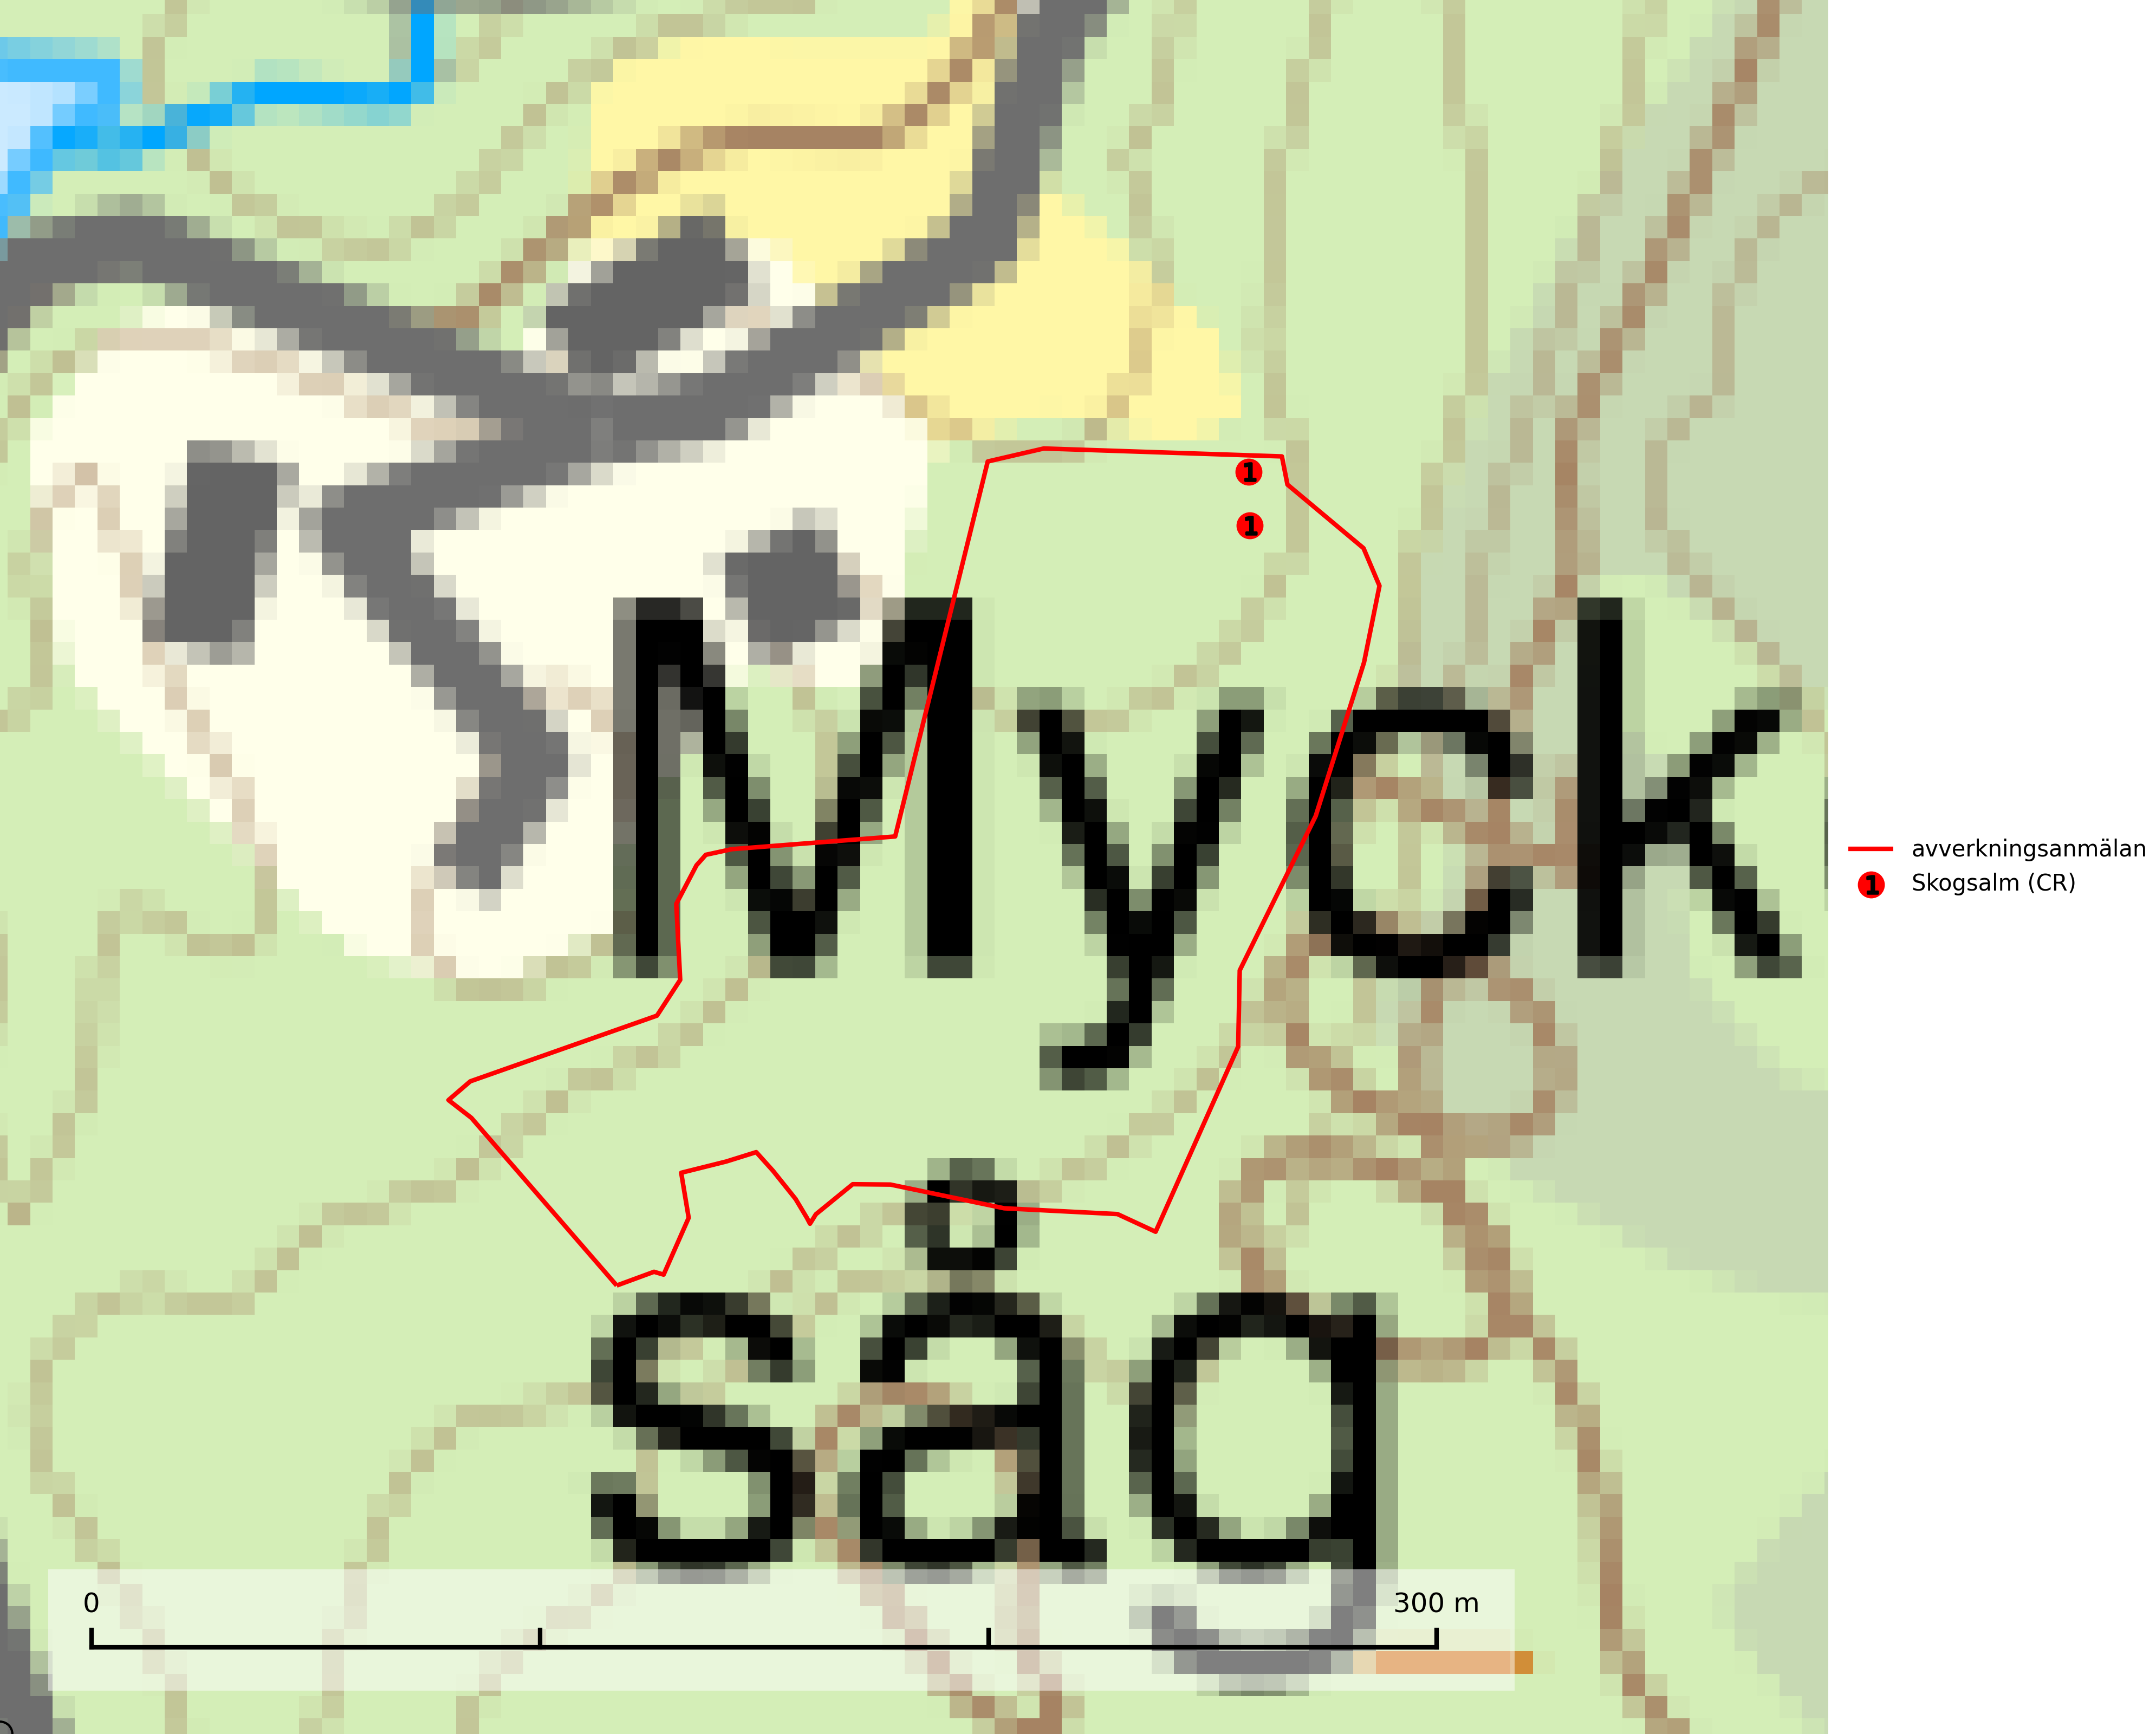 1
1
Myck
såg
0 300 m
avverkningsanmälan
1 Skogsalm (CR)